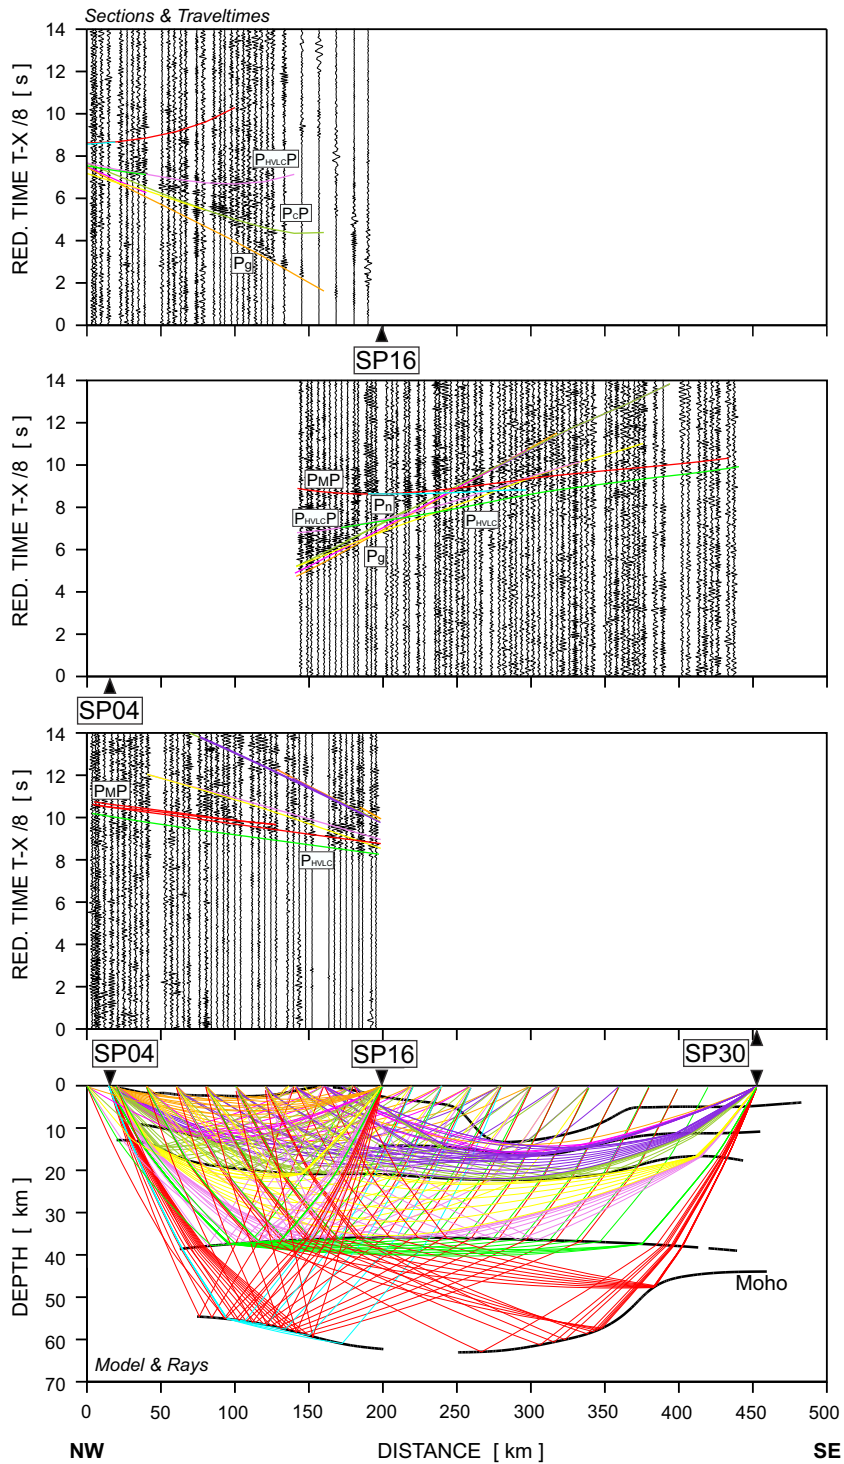 Sections & Traveltimes
14
12
10
8
6
4
2
0
RED. TIME T-X /8 [ s ]
PHVLCP
PcP
Pg
SP16
14
12
10
8
6
4
2
0
RED. TIME T-X /8 [ s ]
PMP
Pn
PHVLCP
PHVLC
Pg
SP04
14
12
10
8
6
4
2
0
RED. TIME T-X /8 [ s ]
PMP
PHVLC
SP04 SP16 SP30
0
10
20
30
40
50
60
70
DEPTH [ km ]
Moho
Model & Rays
0 50 100 150 200 250 300 350 400 450 500
NW DISTANCE [ km ] SE